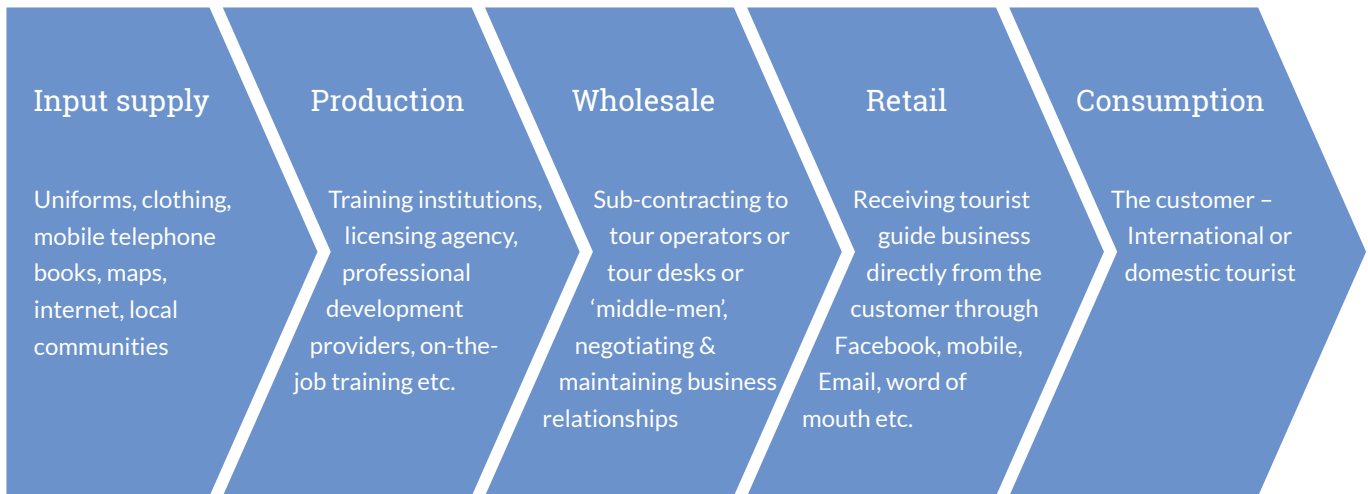 Input supply
Uniforms, clothing,
mobile telephone
books, maps,
internet, local
communities
Production
Training institutions,
licensing agency,
professional
development
providers, on-the-
job training etc.
Wholesale
Sub-contracting to
tour operators or
tour desks or
‘middle-men’,
negotiating &
maintaining business
relationships
Retail
Receiving tourist
guide business
directly from the
customer through
Facebook, mobile,
Email, word of
mouth etc.
Consumption
The customer –
International or
domestic tourist